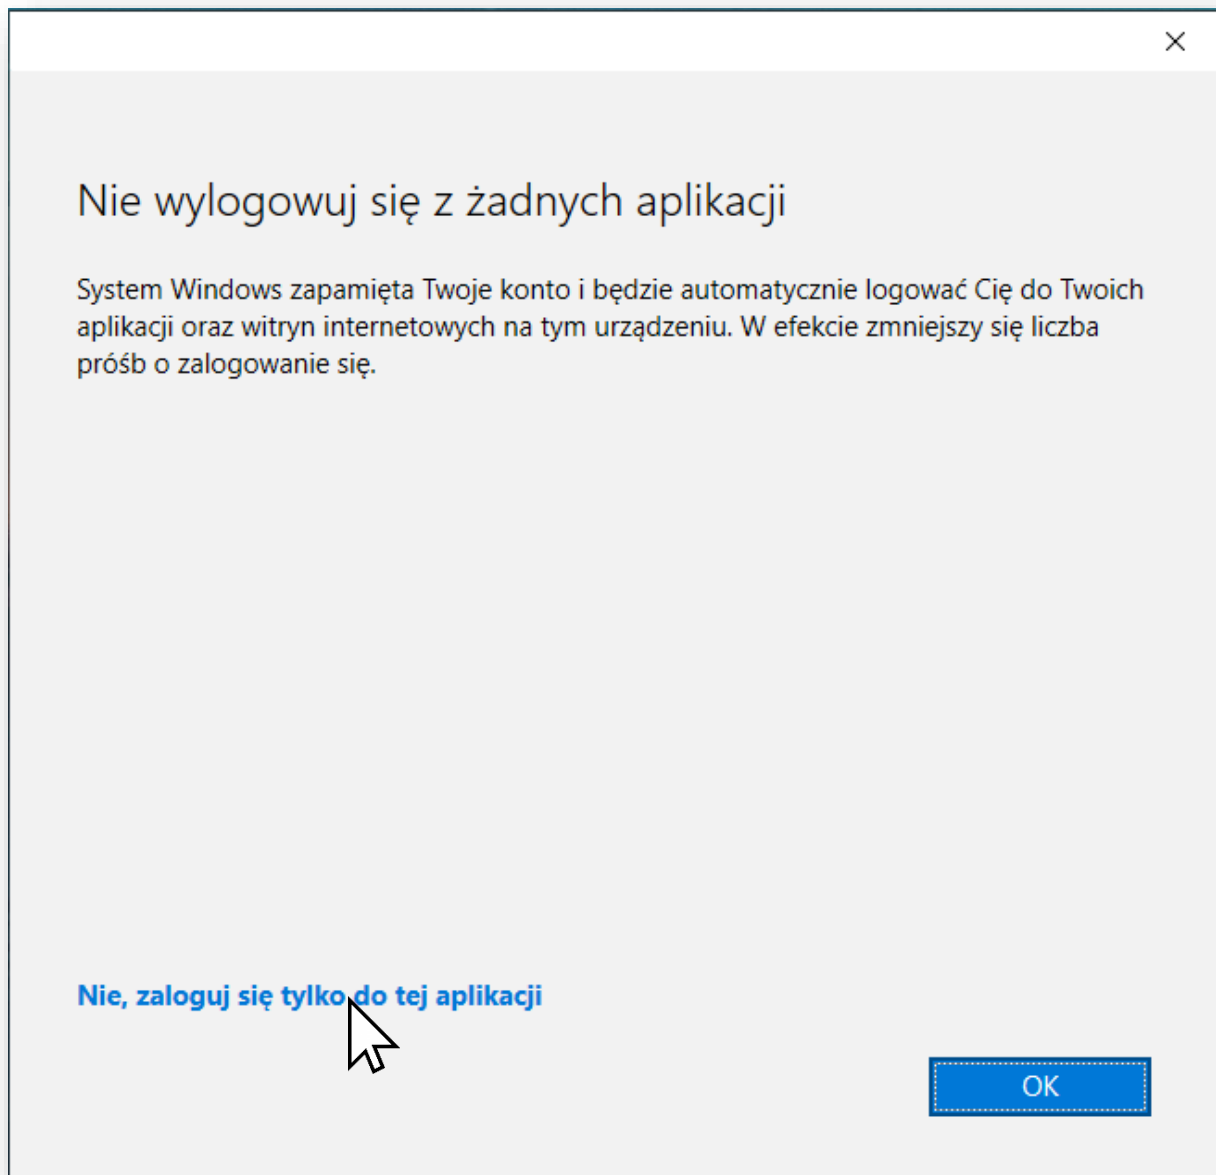 Nie wylogowuj się z żadnych aplikacji
System Windows zapamięta Twoje konto i będzie automatycznie logować Cię do Twoich
aplikacji oraz witryn internetowych na tym urządzeniu. W efekcie zmniejszy się liczba
próśb o zalogowanie się.
Nie, zaloguj się tylko do tej aplikacji
OK